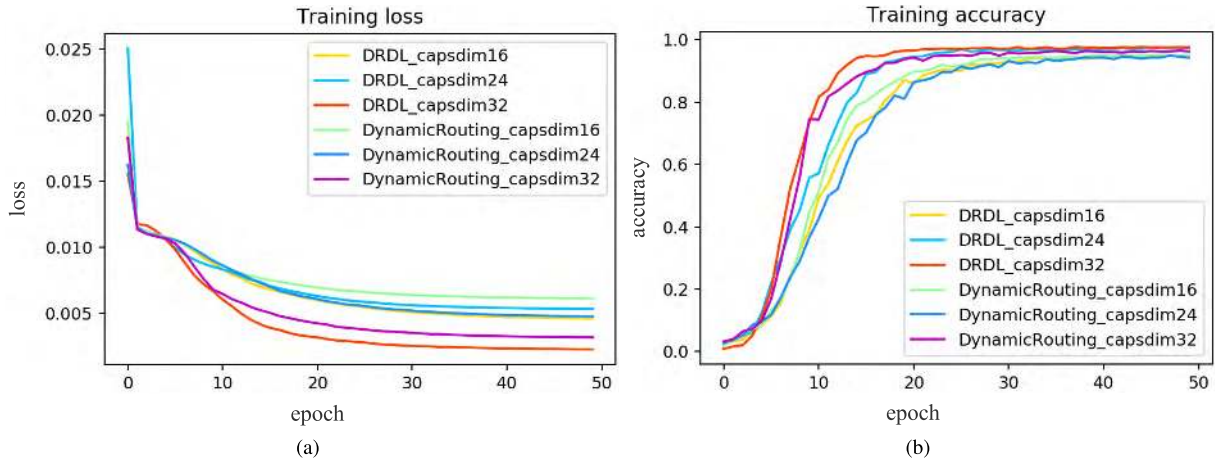 Training loss
0.025
0.020
0.015
0.010
0.005
loss
DRDL_capsdim16
DRDL_capsdim24
DRDL_capsdim32
DynamicRouting_capsdim16
DynamicRouting_capsdim24
DynamicRouting_capsdim32
0 10 20 30 40 50
epoch
(a)
Training accuracy
1.0
0.8
0.6
0.4
0.2
0.0
accuracy
DRDL_capsdim16
DRDL_capsdim24
DRDL_capsdim32
DynamicRouting_capsdim16
DynamicRouting_capsdim24
DynamicRouting_capsdim32
0 10 20 30 40 50
epoch
(b)